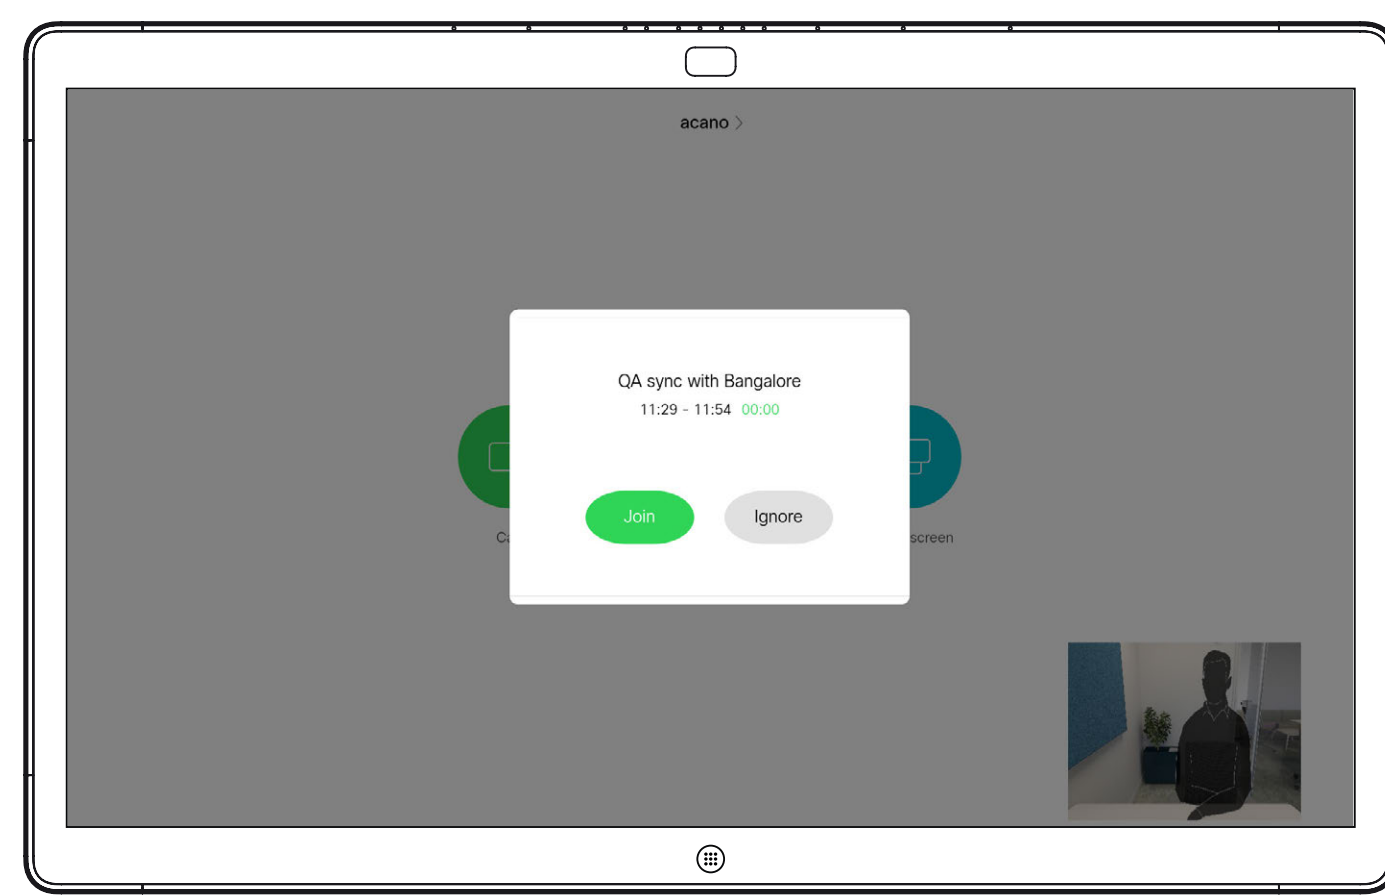 acano
QA sync with Bangalore
11:29 - 11:54 00:00
Join Ignore
screen